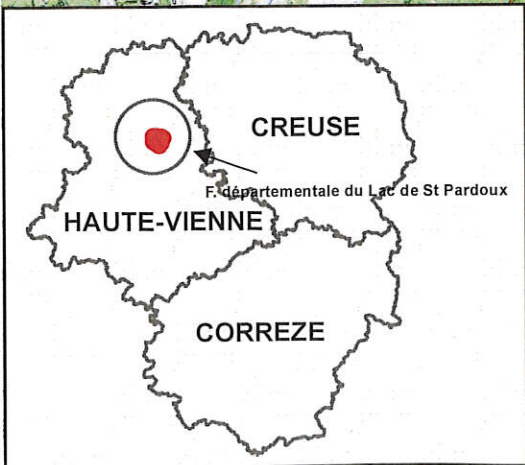 CREUSE
F. départementale du Lac de St Pardoux
HAUTE-VIENNE
CORREZE